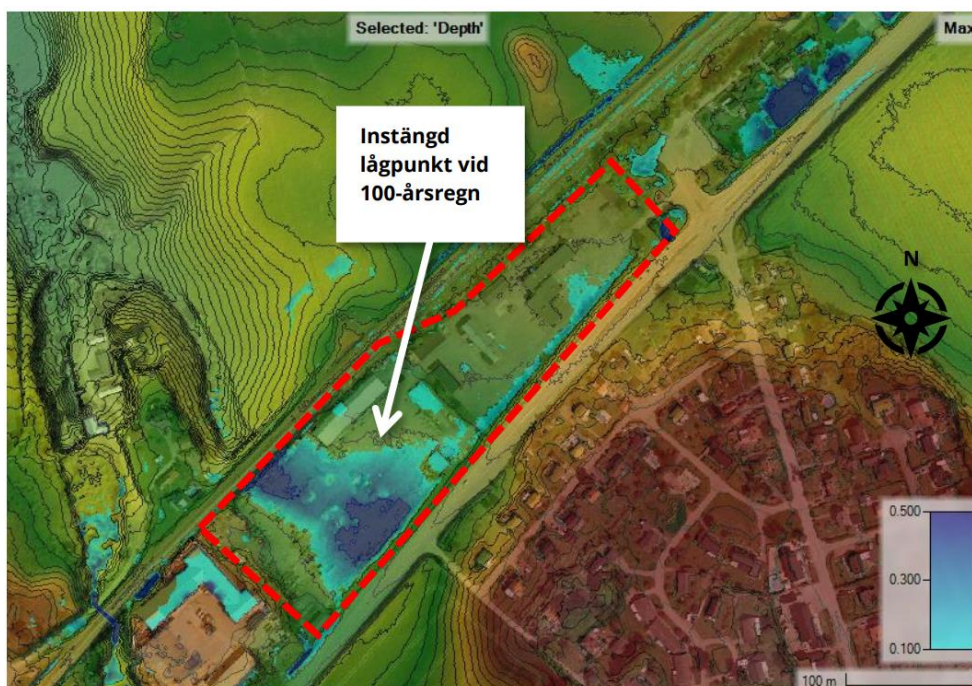 Selected: 'Depth'
Max
Instängd
lågpunkt vid
100-årsregn
N
0.500
0.300
0.100
100 m